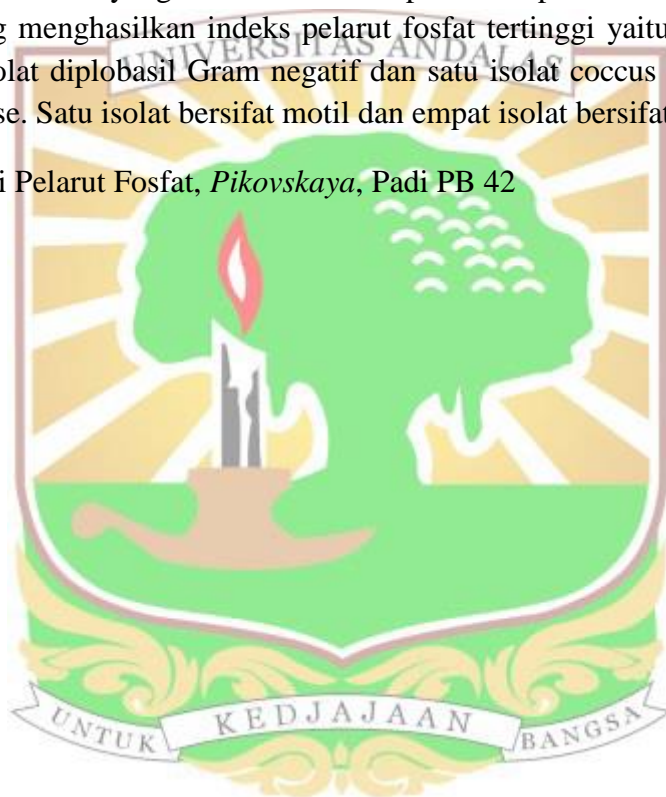 g menghasilkan indeks pelarut fosfat tertinggi yaitu
UNIVERSITAS ANDALAS
olat diplobasil Gram negatif dan satu isolat coccus
se. Satu isolat bersifat motil dan empat isolat bersifat
i Pelarut Fosfat, Pikovskaya, Padi PB 42
UNTUK KEDJAJAAN BANGSA